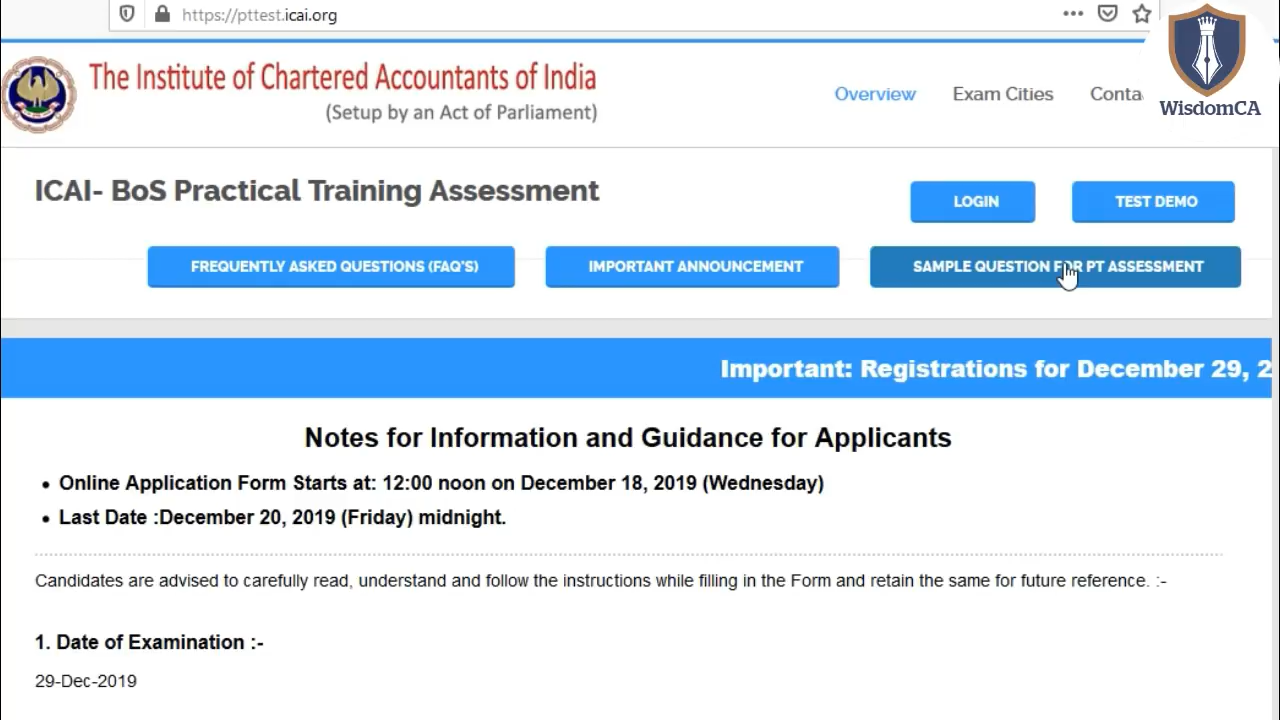 https://pttest.icai.org
WisdomCA
The Institute of Chartered Accountants of India
(Setup by an Act of Parliament)
Overview Exam Cities Conta
ICAI- BoS Practical Training Assessment
LOGIN TEST DEMO
FREQUENTLY ASKED QUESTIONS (FAQ'S) IMPORTANT ANNOUNCEMENT SAMPLE QUESTION FOR PT ASSESSMENT
Important: Registrations for December 29, 2
Notes for Information and Guidance for Applicants
• Online Application Form Starts at: 12:00 noon on December 18, 2019 (Wednesday)
• Last Date :December 20, 2019 (Friday) midnight.
Candidates are advised to carefully read, understand and follow the instructions while filling in the Form and retain the same for future reference. :-
1. Date of Examination :-
29-Dec-2019